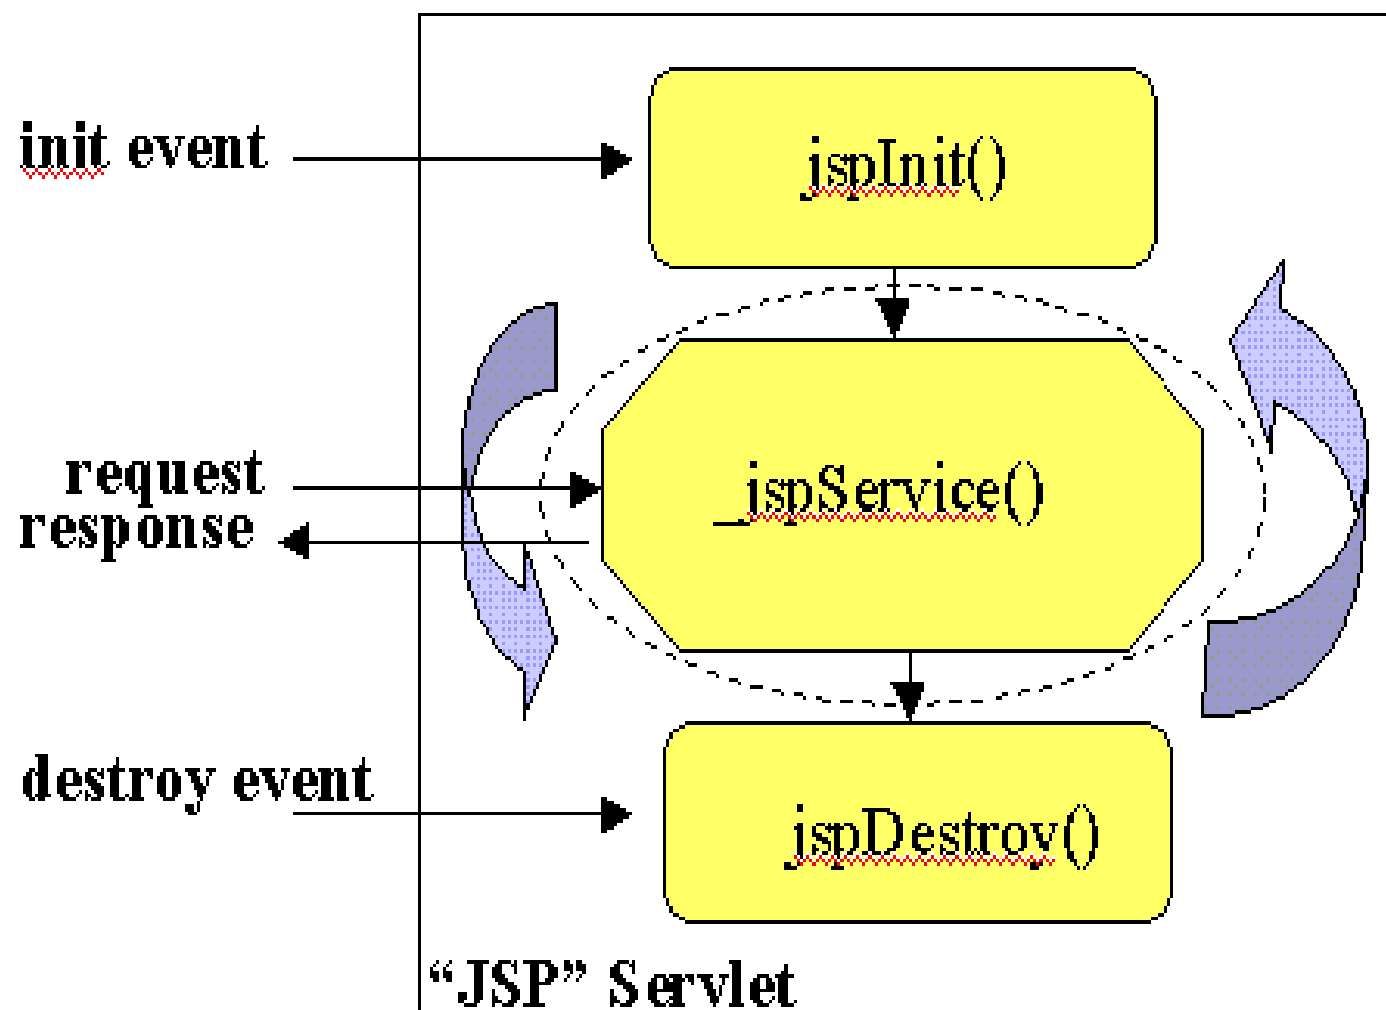 init event
jspInit()
request
response
_jspService()
destroy event
jspDestroy()
“JSP” Servlet